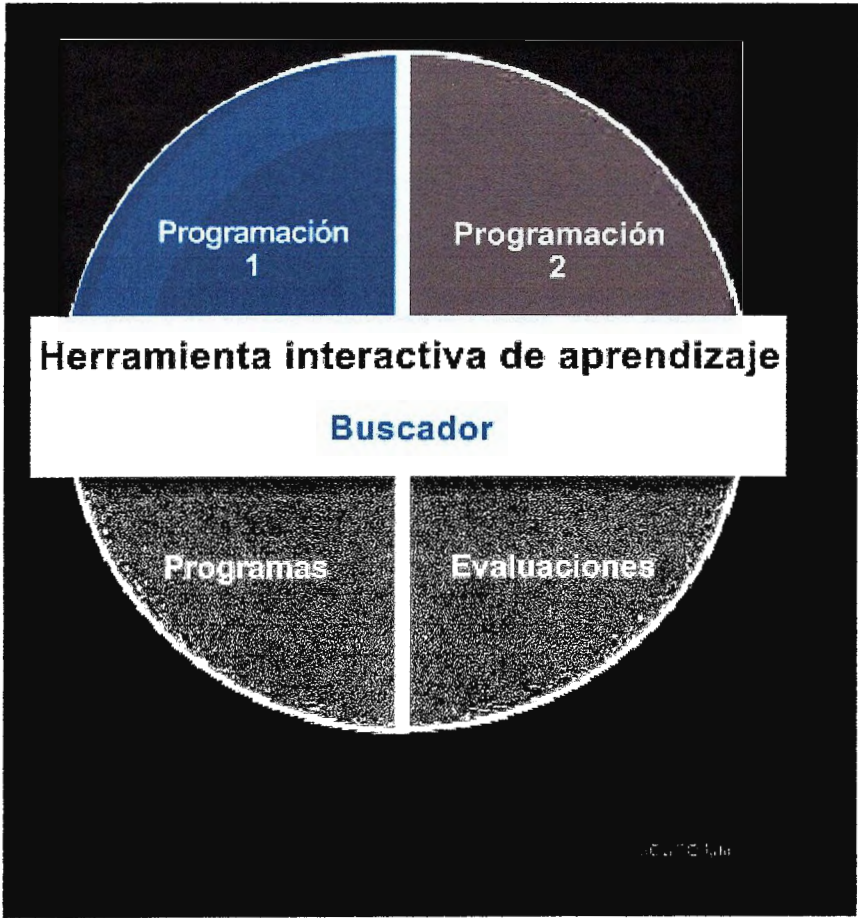 Programación
1
Programación
2
Herramienta interactiva de aprendizaje
Buscador
Programas
Evaluaciones